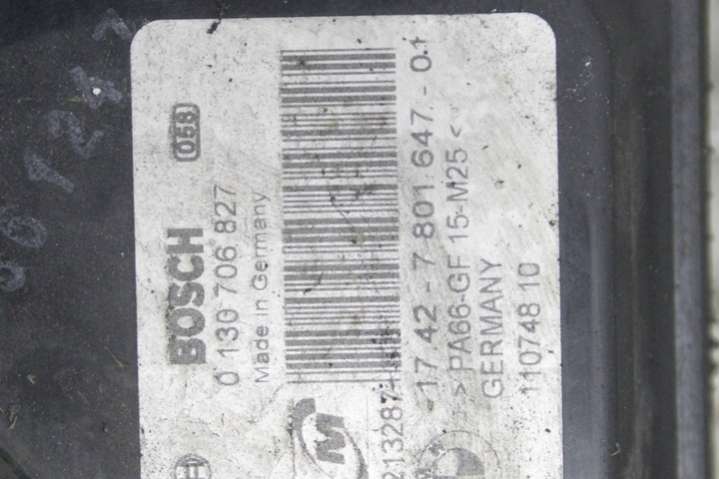 058
BOSCH
0 130 706 827
Made in Germany
17.42 - 7 801 647 - 01
> PA66-GF 15-M25 <
GERMANY
110748 10
M